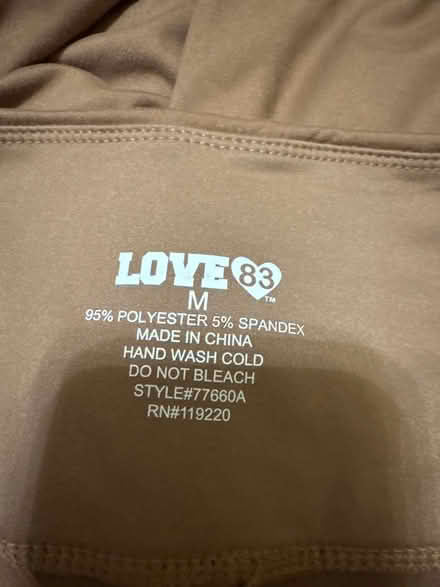 LOVE 83 ™
M
95% POLYESTER 5% SPANDEX
MADE IN CHINA
HAND WASH COLD
DO NOT BLEACH
STYLE#77660A
RN#119220